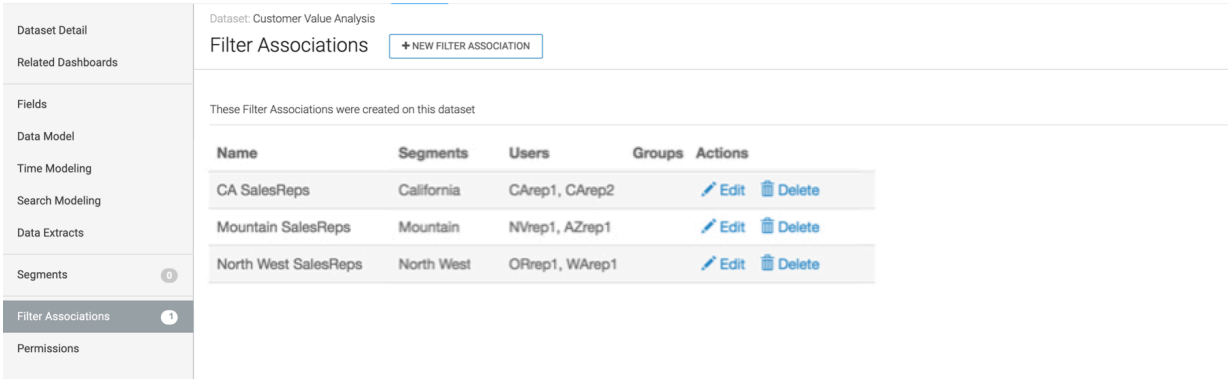 Dataset Detail
Related Dashboards
Fields
Data Model
Time Modeling
Search Modeling
Data Extracts
Segments 0
Filter Associations 1
Permissions
Dataset: Customer Value Analysis
Filter Associations + NEW FILTER ASSOCIATION
These Filter Associations were created on this dataset
Name Segments Users Groups Actions
CA SalesReps California CArep1, CArep2 Edit Delete
Mountain SalesReps Mountain NVrep1, AZrep1 Edit Delete
North West SalesReps North West ORrep1, WArep1 Edit Delete